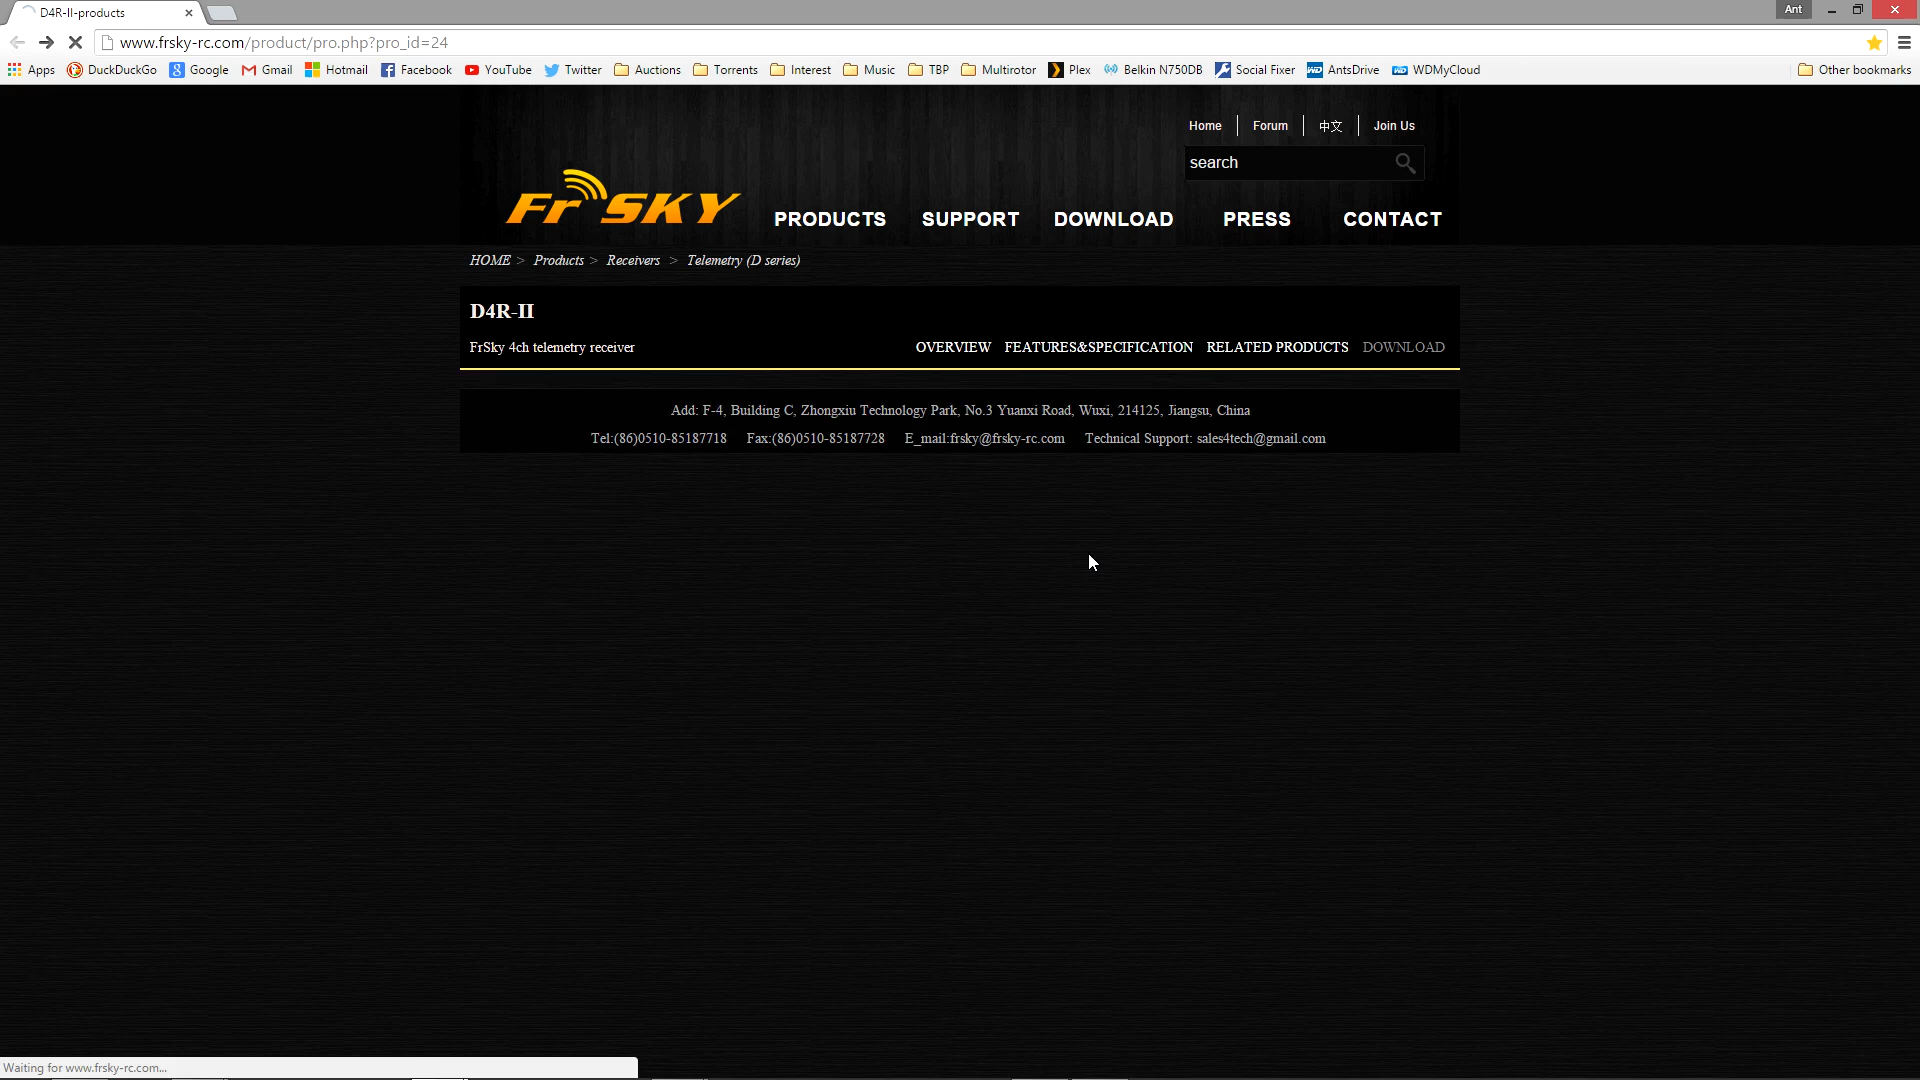 D4R-II-products
Ant
www.frsky-rc.com/product/pro.php?pro_id=24
Apps DuckDuckGo Google Gmail Hotmail Facebook YouTube Twitter Auctions Torrents Interest Music TBP Multirotor Plex Belkin N750DB Social Fixer AntsDrive WDMyCloud Other bookmarks
Home Forum 中文 Join Us
search
FrSKY
PRODUCTS SUPPORT DOWNLOAD PRESS CONTACT
HOME > Products > Receivers > Telemetry (D series)
D4R-II
FrSky 4ch telemetry receiver OVERVIEW FEATURES&SPECIFICATION RELATED PRODUCTS DOWNLOAD
Add: F-4, Building C, Zhongxiu Technology Park, No.3 Yuanxi Road, Wuxi, 214125, Jiangsu, China
Tel:(86)0510-85187718 Fax:(86)0510-85187728 E_mail:frsky@frsky-rc.com Technical Support: sales4tech@gmail.com
Waiting for www.frsky-rc.com...